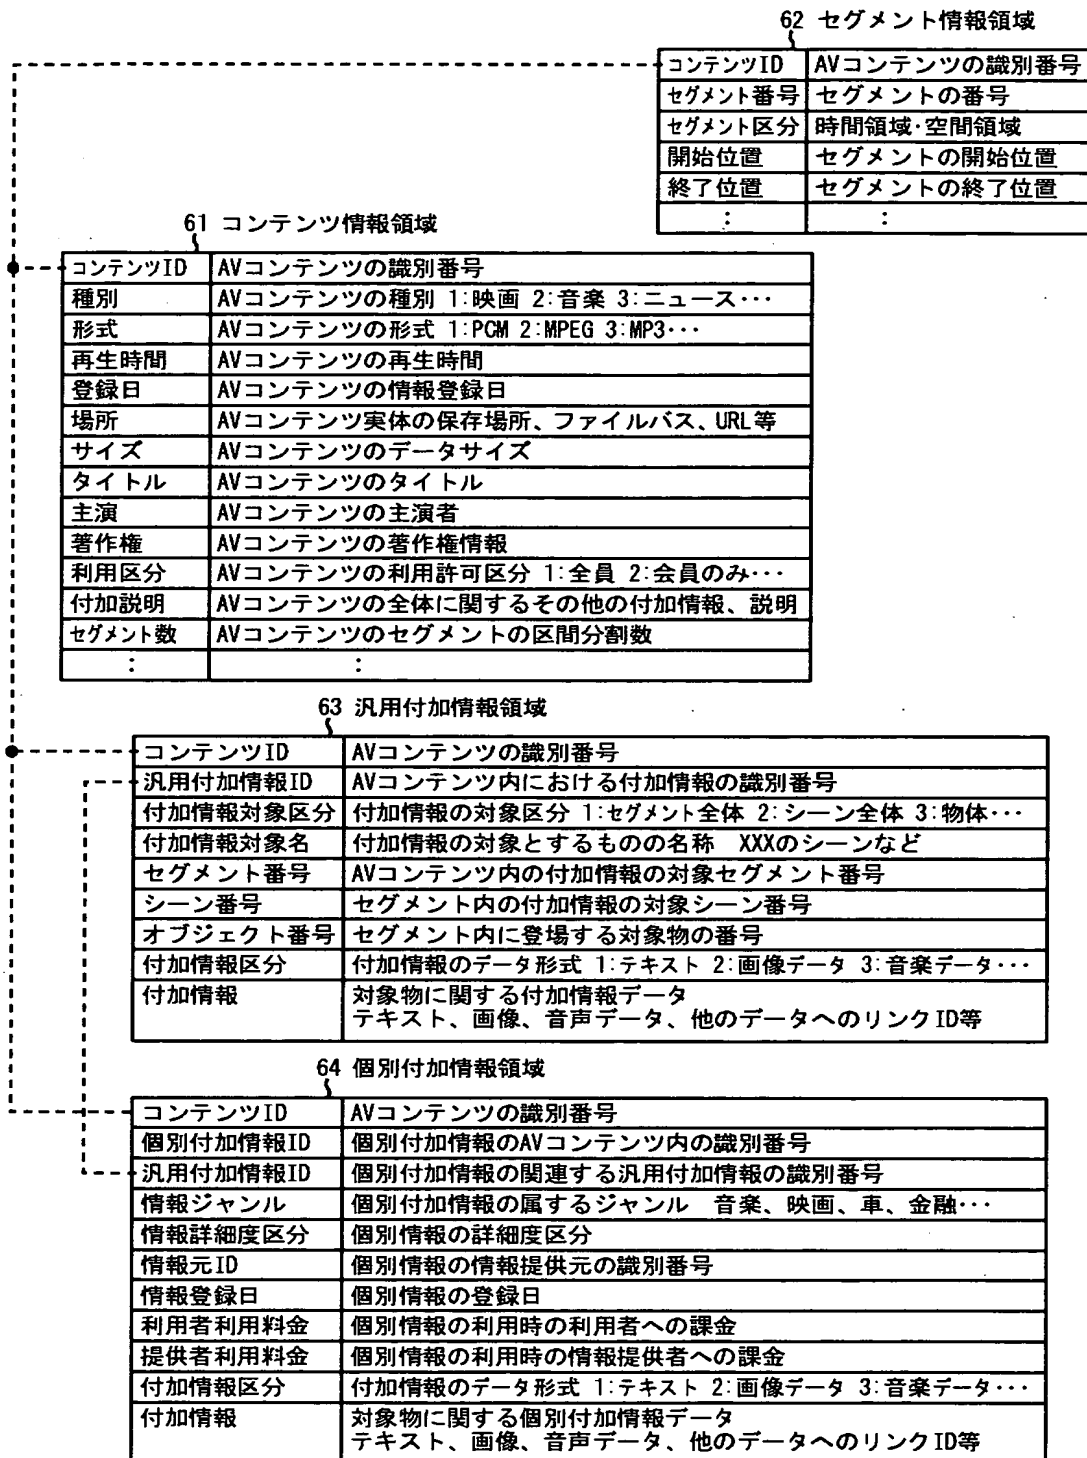 62 セグメント情報領域
コンテンツID AVコンテンツの識別番号
セグメント番号 セグメントの番号
セグメント区分 時間領域・空間領域
開始位置 セグメントの開始位置
終了位置 セグメントの終了位置
： ：
61 コンテンツ情報領域
コンテンツID AVコンテンツの識別番号
種別 AVコンテンツの種別 1:映画 2:音楽 3:ニュース･･･
形式 AVコンテンツの形式 1:PCM 2:MPEG 3:MP3･･･
再生時間 AVコンテンツの再生時間
登録日 AVコンテンツの情報登録日
場所 AVコンテンツ実体の保存場所、ファイルバス、URL等
サイズ AVコンテンツのデータサイズ
タイトル AVコンテンツのタイトル
主演 AVコンテンツの主演者
著作権 AVコンテンツの著作権情報
利用区分 AVコンテンツの利用許可区分 1:全員 2:会員のみ･･･
付加説明 AVコンテンツの全体に関するその他の付加情報、説明
セグメント数 AVコンテンツのセグメントの区間分割数
： ：
63 汎用付加情報領域
コンテンツID AVコンテンツの識別番号
汎用付加情報ID AVコンテンツ内における付加情報の識別番号
付加情報対象区分 付加情報の対象区分 1:セグメント全体 2:シーン全体 3:物体･･･
付加情報対象名 付加情報の対象とするものの名称 XXXのシーンなど
セグメント番号 AVコンテンツ内の付加情報の対象セグメント番号
シーン番号 セグメント内の付加情報の対象シーン番号
オブジェクト番号 セグメント内に登場する対象物の番号
付加情報区分 付加情報のデータ形式 1:テキスト 2:画像データ 3:音楽データ･･･
付加情報 対象物に関する付加情報データ
テキスト、画像、音声データ、他のデータへのリンクID等
64 個別付加情報領域
コンテンツID AVコンテンツの識別番号
個別付加情報ID 個別付加情報のAVコンテンツ内の識別番号
汎用付加情報ID 個別付加情報の関連する汎用付加情報の識別番号
情報ジャンル 個別付加情報の属するジャンル 音楽、映画、車、金融･･･
情報詳細度区分 個別情報の詳細度区分
情報元ID 個別情報の情報提供元の識別番号
情報登録日 個別情報の登録日
利用者利用料金 個別情報の利用時の利用者への課金
提供者利用料金 個別情報の利用時の情報提供者への課金
付加情報区分 付加情報のデータ形式 1:テキスト 2:画像データ 3:音楽データ･･･
付加情報 対象物に関する個別付加情報データ
テキスト、画像、音声データ、他のデータへのリンクID等